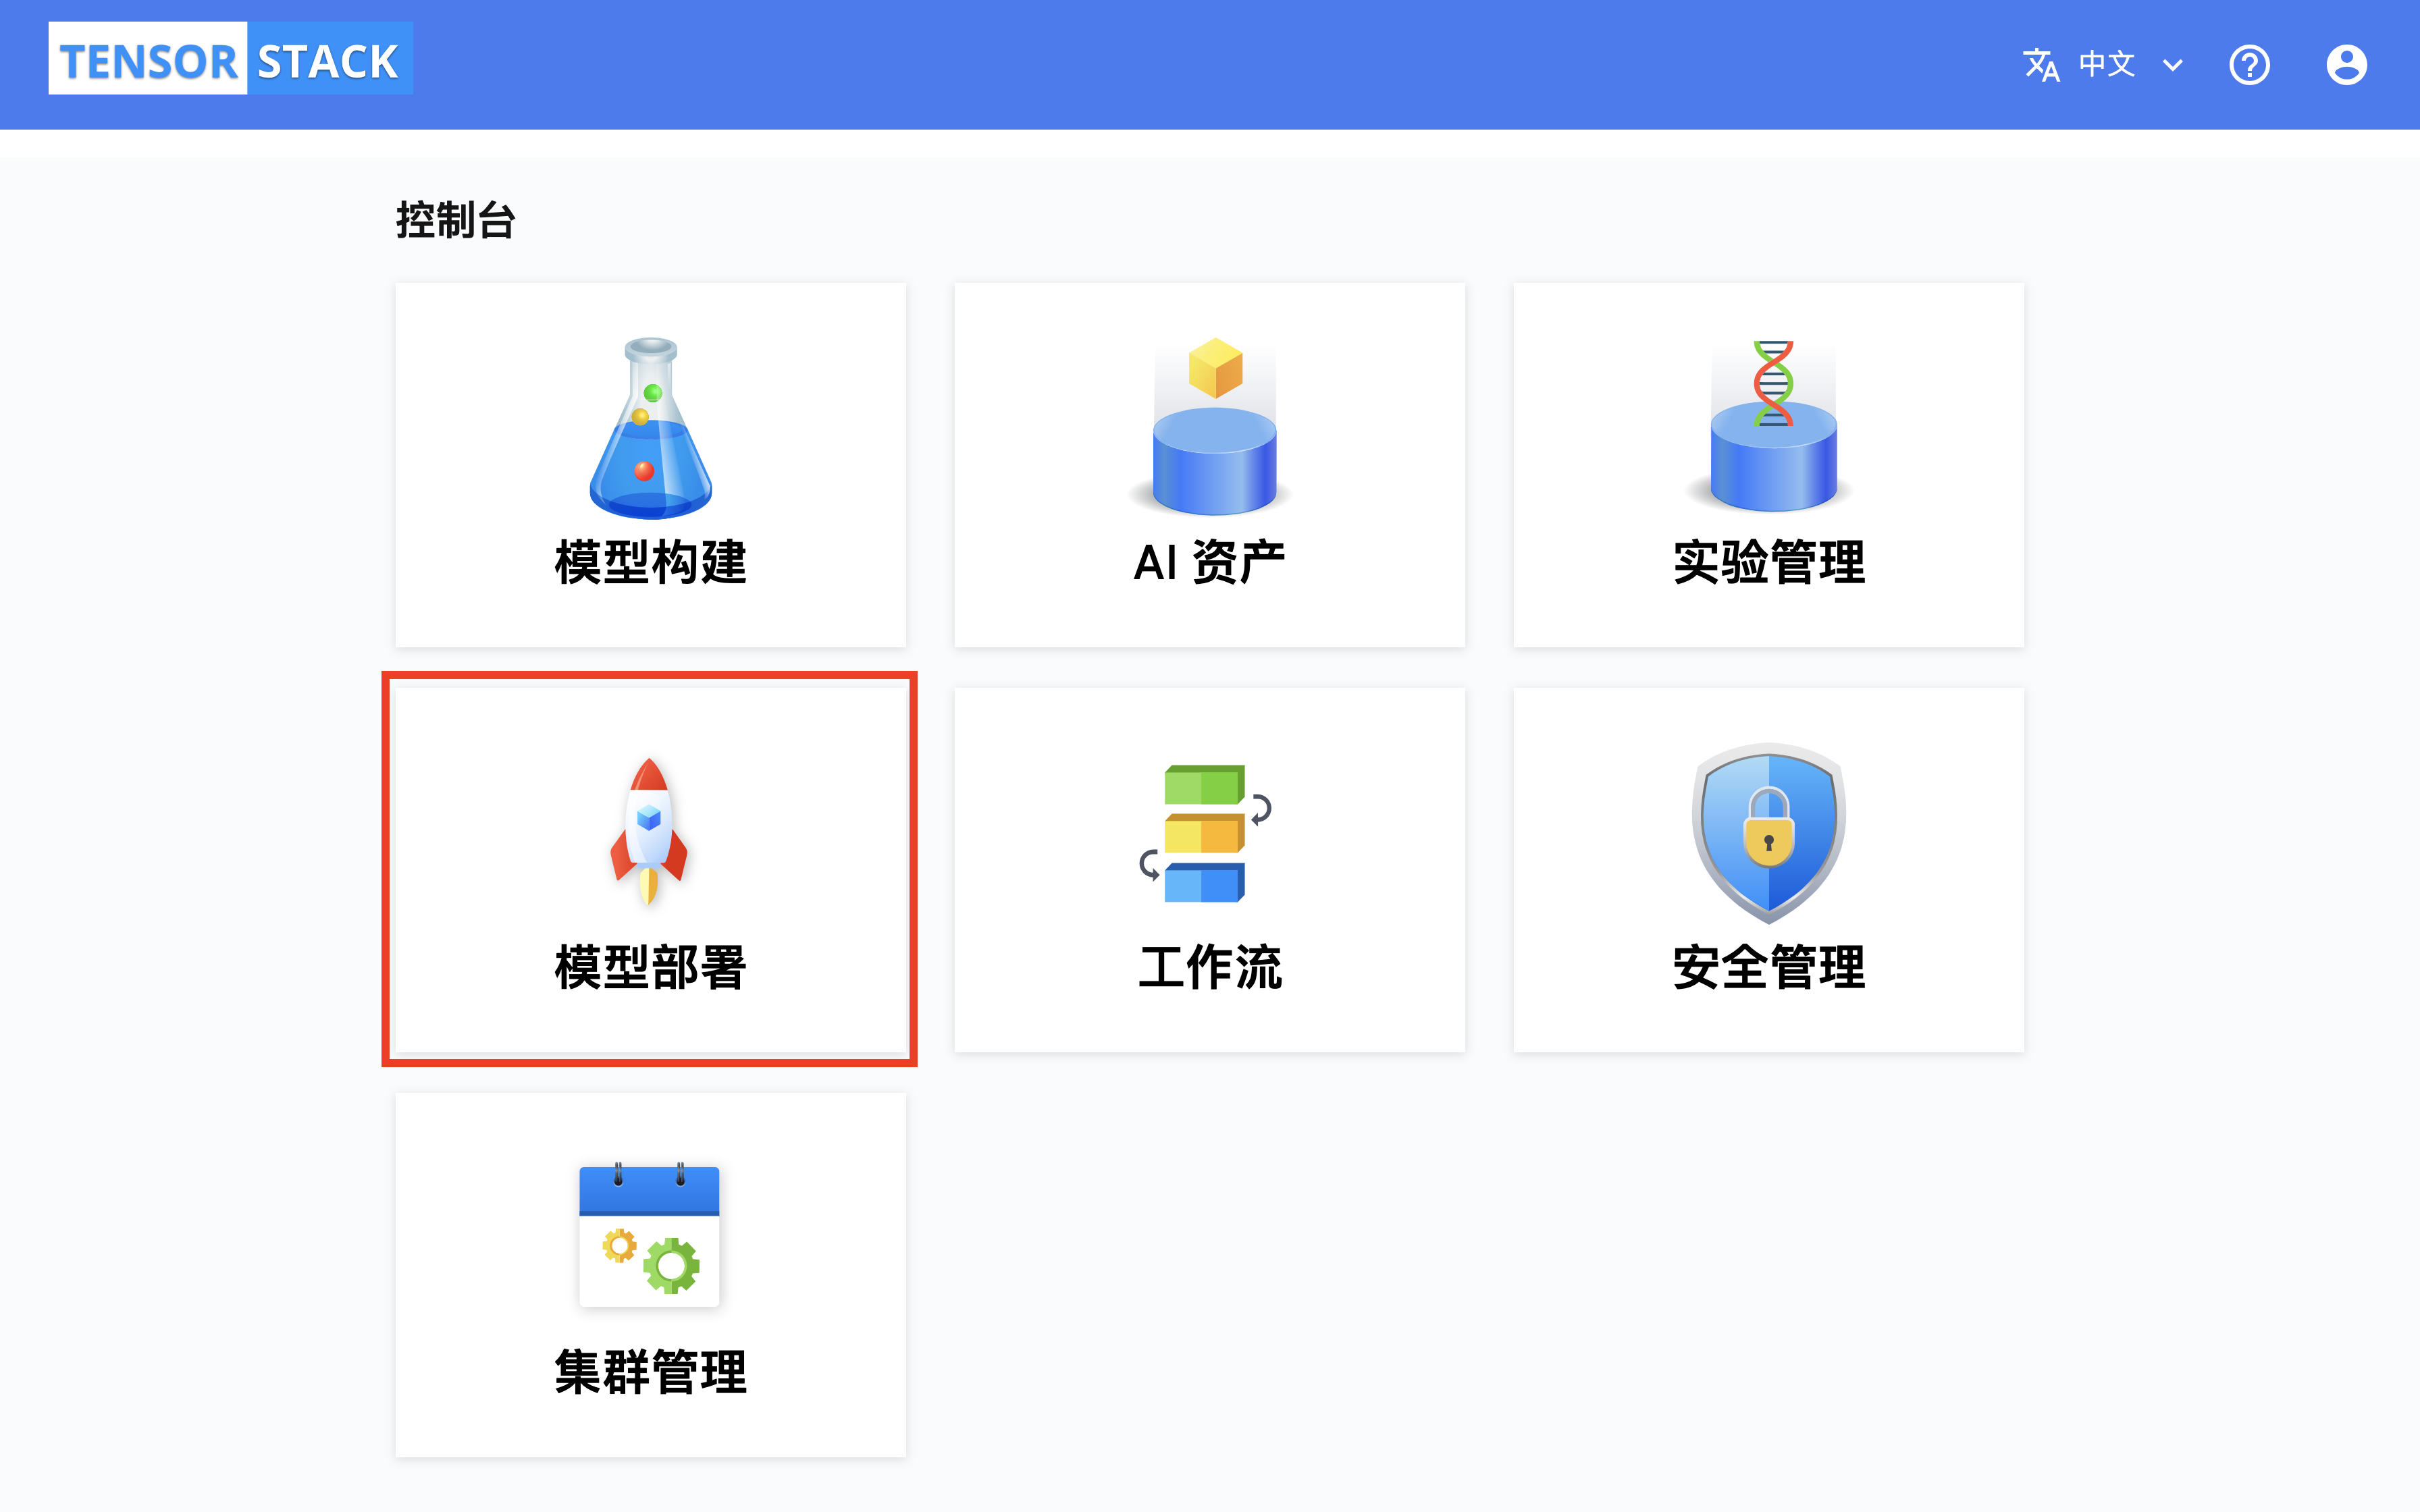 TENSOR STACK
中文
控制台
模型构建
AI 资产
实验管理
模型部署
工作流
安全管理
集群管理